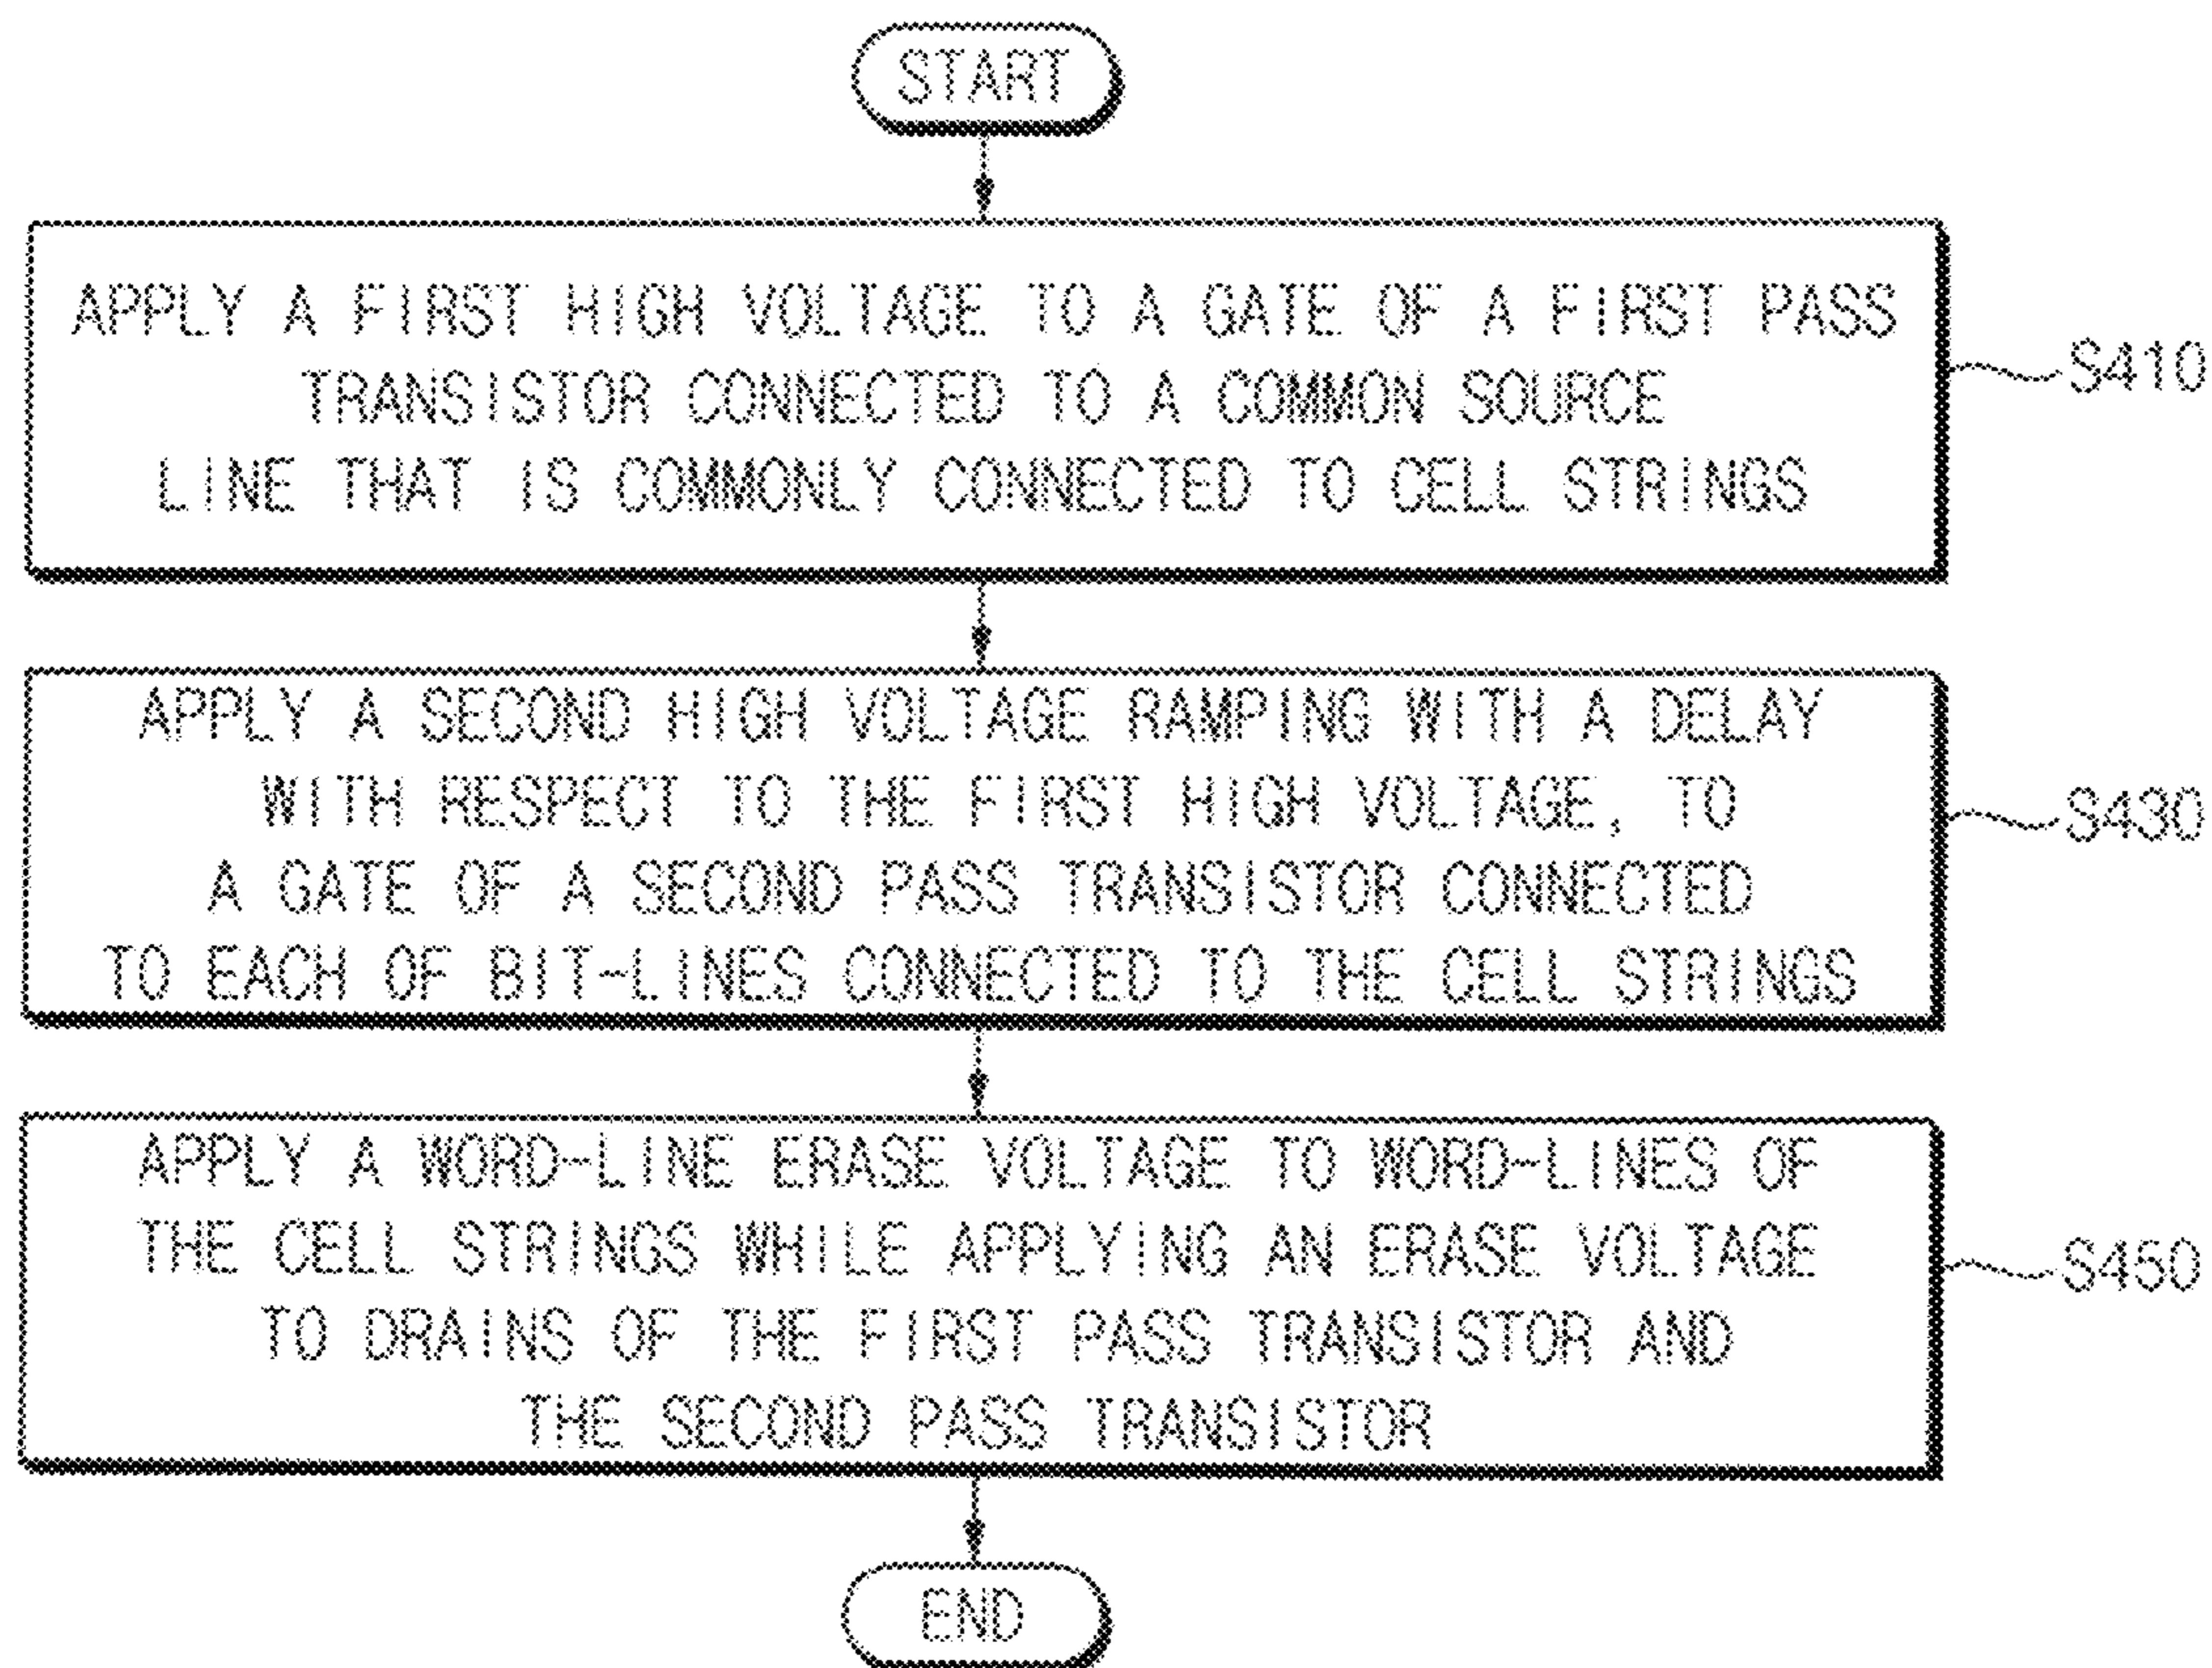 START
APPLY A FIRST HIGH VOLTAGE TO A GATE OF A FIRST PASS
TRANSISTOR CONNECTED TO A COMMON SOURCE
LINE THAT IS COMMONLY CONNECTED TO CELL STRINGS
S410
APPLY A SECOND HIGH VOLTAGE RAMPING WITH A DELAY
WITH RESPECT TO THE FIRST HIGH VOLTAGE, TO
A GATE OF A SECOND PASS TRANSISTOR CONNECTED
TO EACH OF BIT-LINES CONNECTED TO THE CELL STRINGS
S430
APPLY A WORD-LINE ERASE VOLTAGE TO WORD-LINES OF
THE CELL STRINGS WHILE APPLYING AN ERASE VOLTAGE
TO DRAINS OF THE FIRST PASS TRANSISTOR AND
THE SECOND PASS TRANSISTOR
S450
END